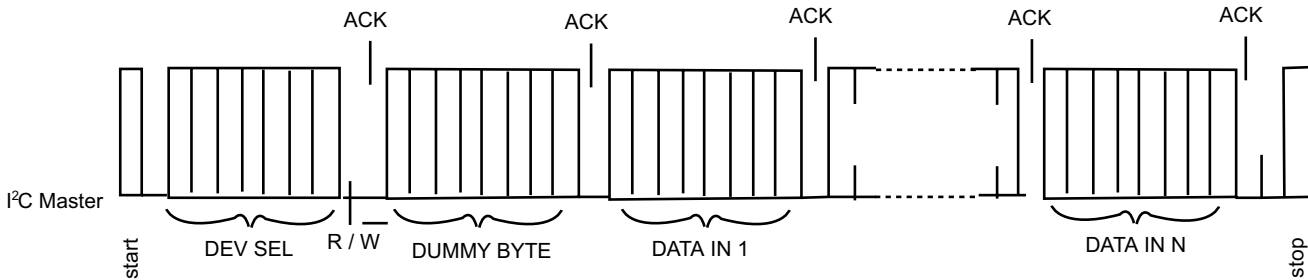 ACK
ACK
ACK
ACK
ACK
I²C Master
start
DEV SEL
R / W
DUMMY BYTE
DATA IN 1
DATA IN N
stop